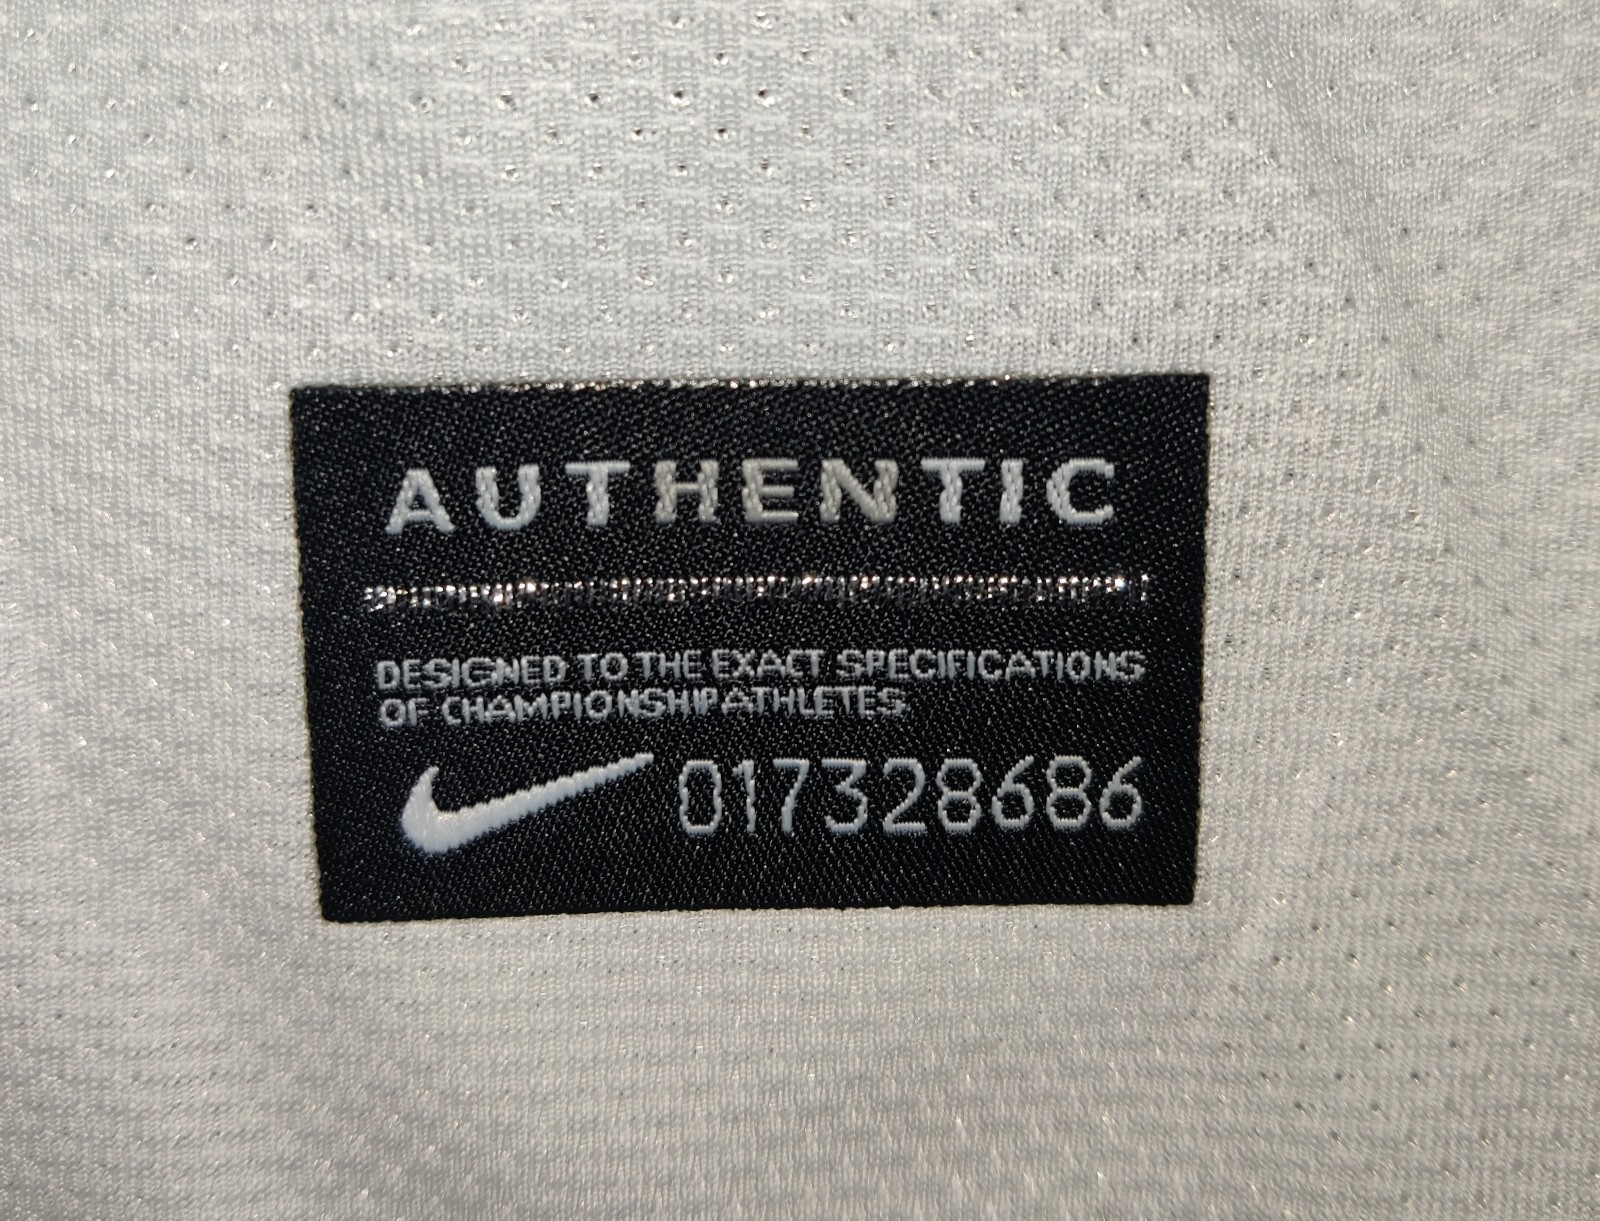 AUTHENTIC
DESIGNED TO THE EXACT SPECIFICATIONS
OF CHAMPIONSHIP ATHLETES
017328686